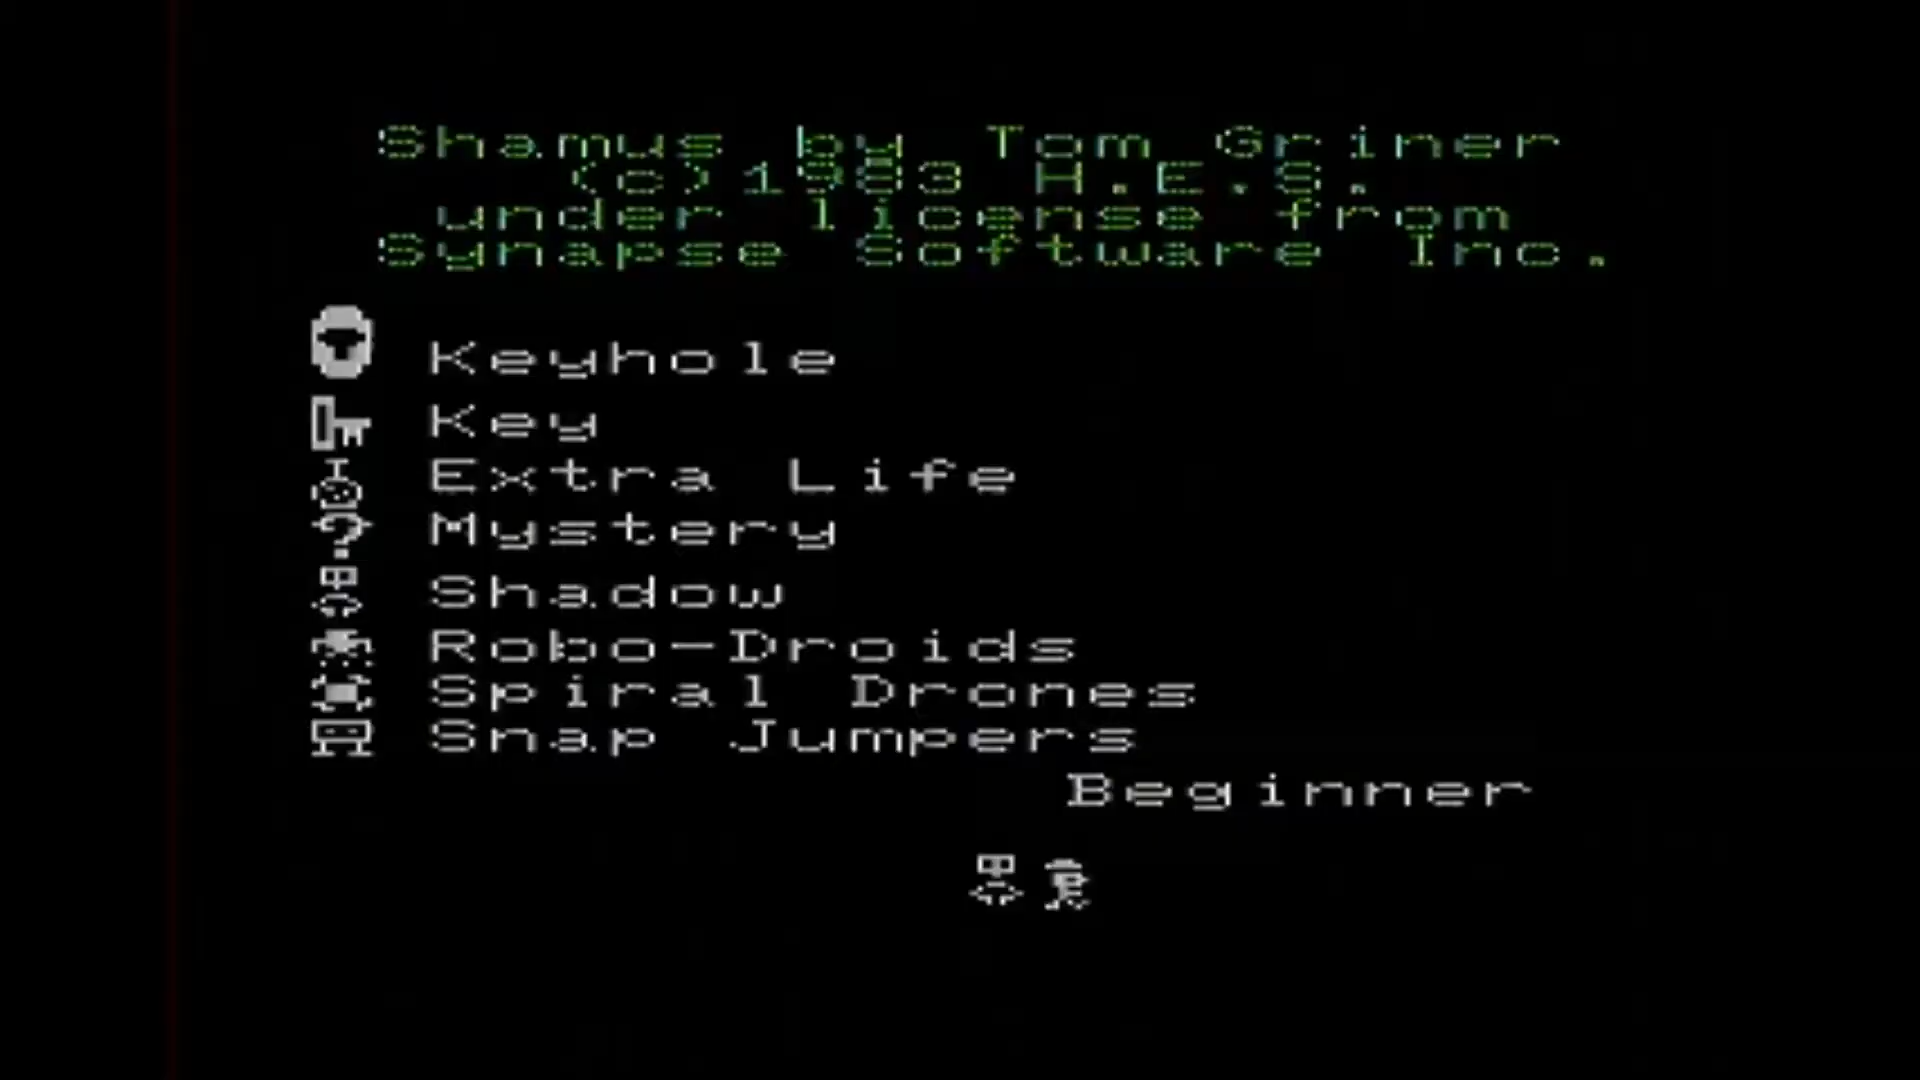 Shamus by Tom Griner
(c)1983 H.E.S.
under license from
Synapse Software Inc.
Keyhole
Key
Extra Life
Mystery
Shadow
Robo-Droids
Spiral Drones
Snap Jumpers
Beginner